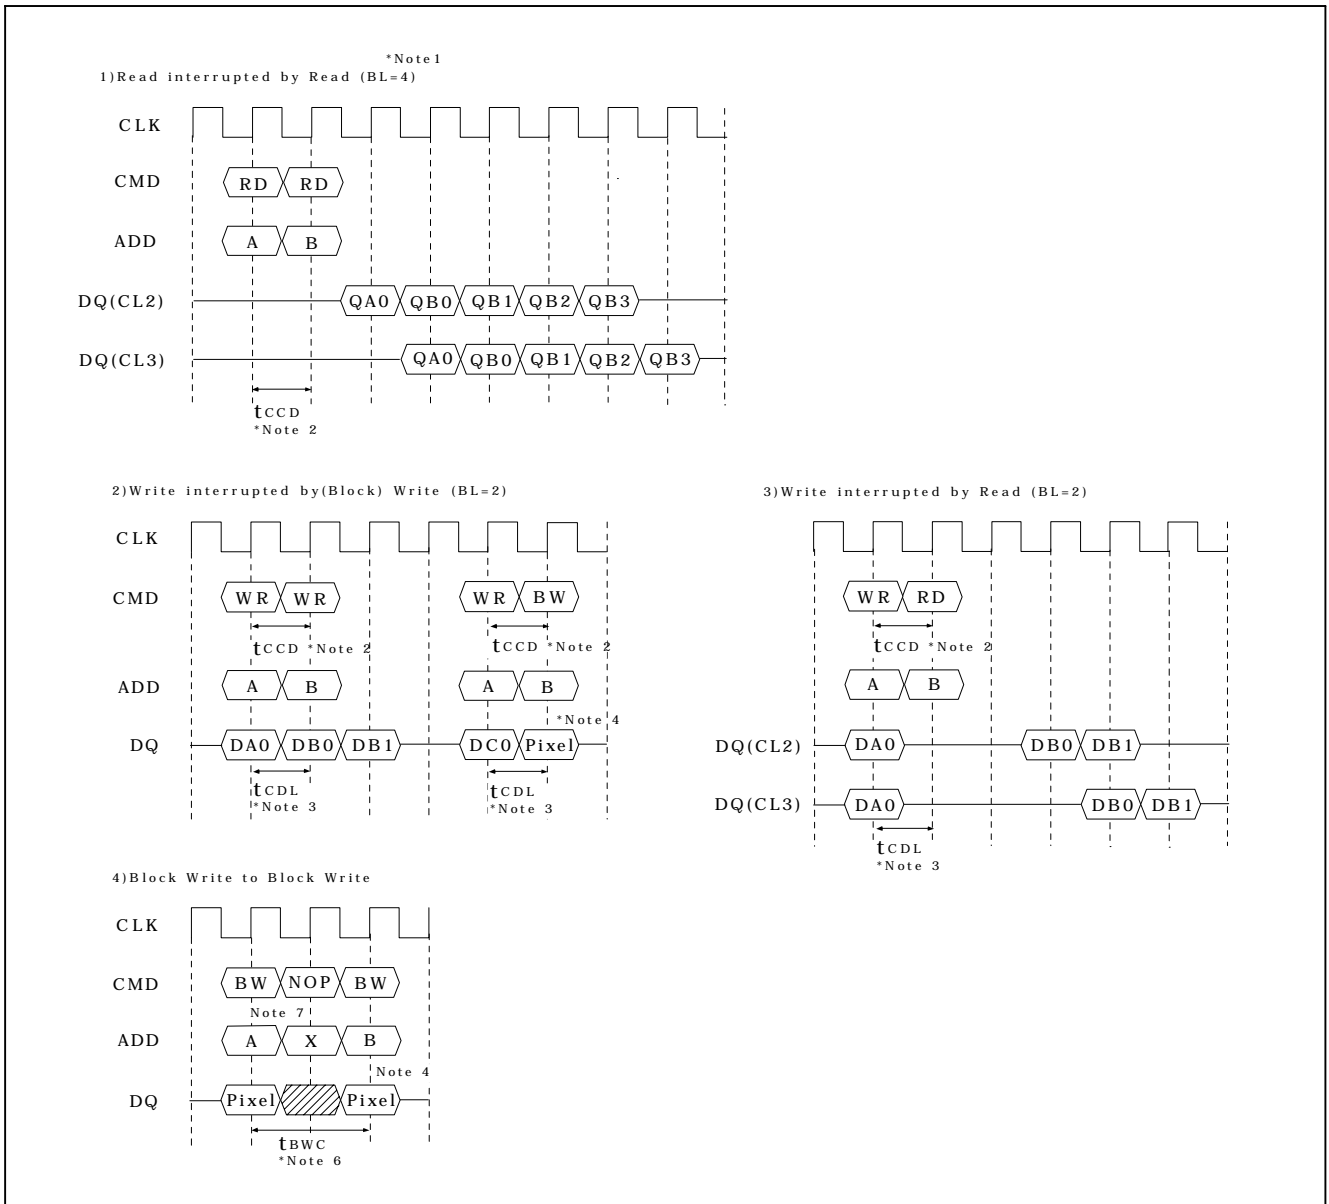 *Note1
1)Read interrupted by Read (BL=4)
CLK
CMD RD RD
ADD A B
DQ(CL2) QA0 QB0 QB1 QB2 QB3
DQ(CL3) QA0 QB0 QB1 QB2 QB3
tCCD
*Note 2
2)Write interrupted by(Block) Write (BL=2)
CLK
CMD WR WR WR BW
tCCD *Note 2 tCCD *Note 2
ADD A B A B
*Note 4
DQ DA0 DB0 DB1 DC0 Pixel
tCDL tCDL
*Note 3 *Note 3
3)Write interrupted by Read (BL=2)
WR RD
tCCD *Note 2
A B
DQ(CL2) DA0 DB0 DB1
DQ(CL3) DA0 DB0 DB1
tCDL
*Note 3
4)Block Write to Block Write
CLK
CMD BW NOP BW
Note 7
ADD A X B
Note 4
DQ Pixel Pixel
tBWC
*Note 6